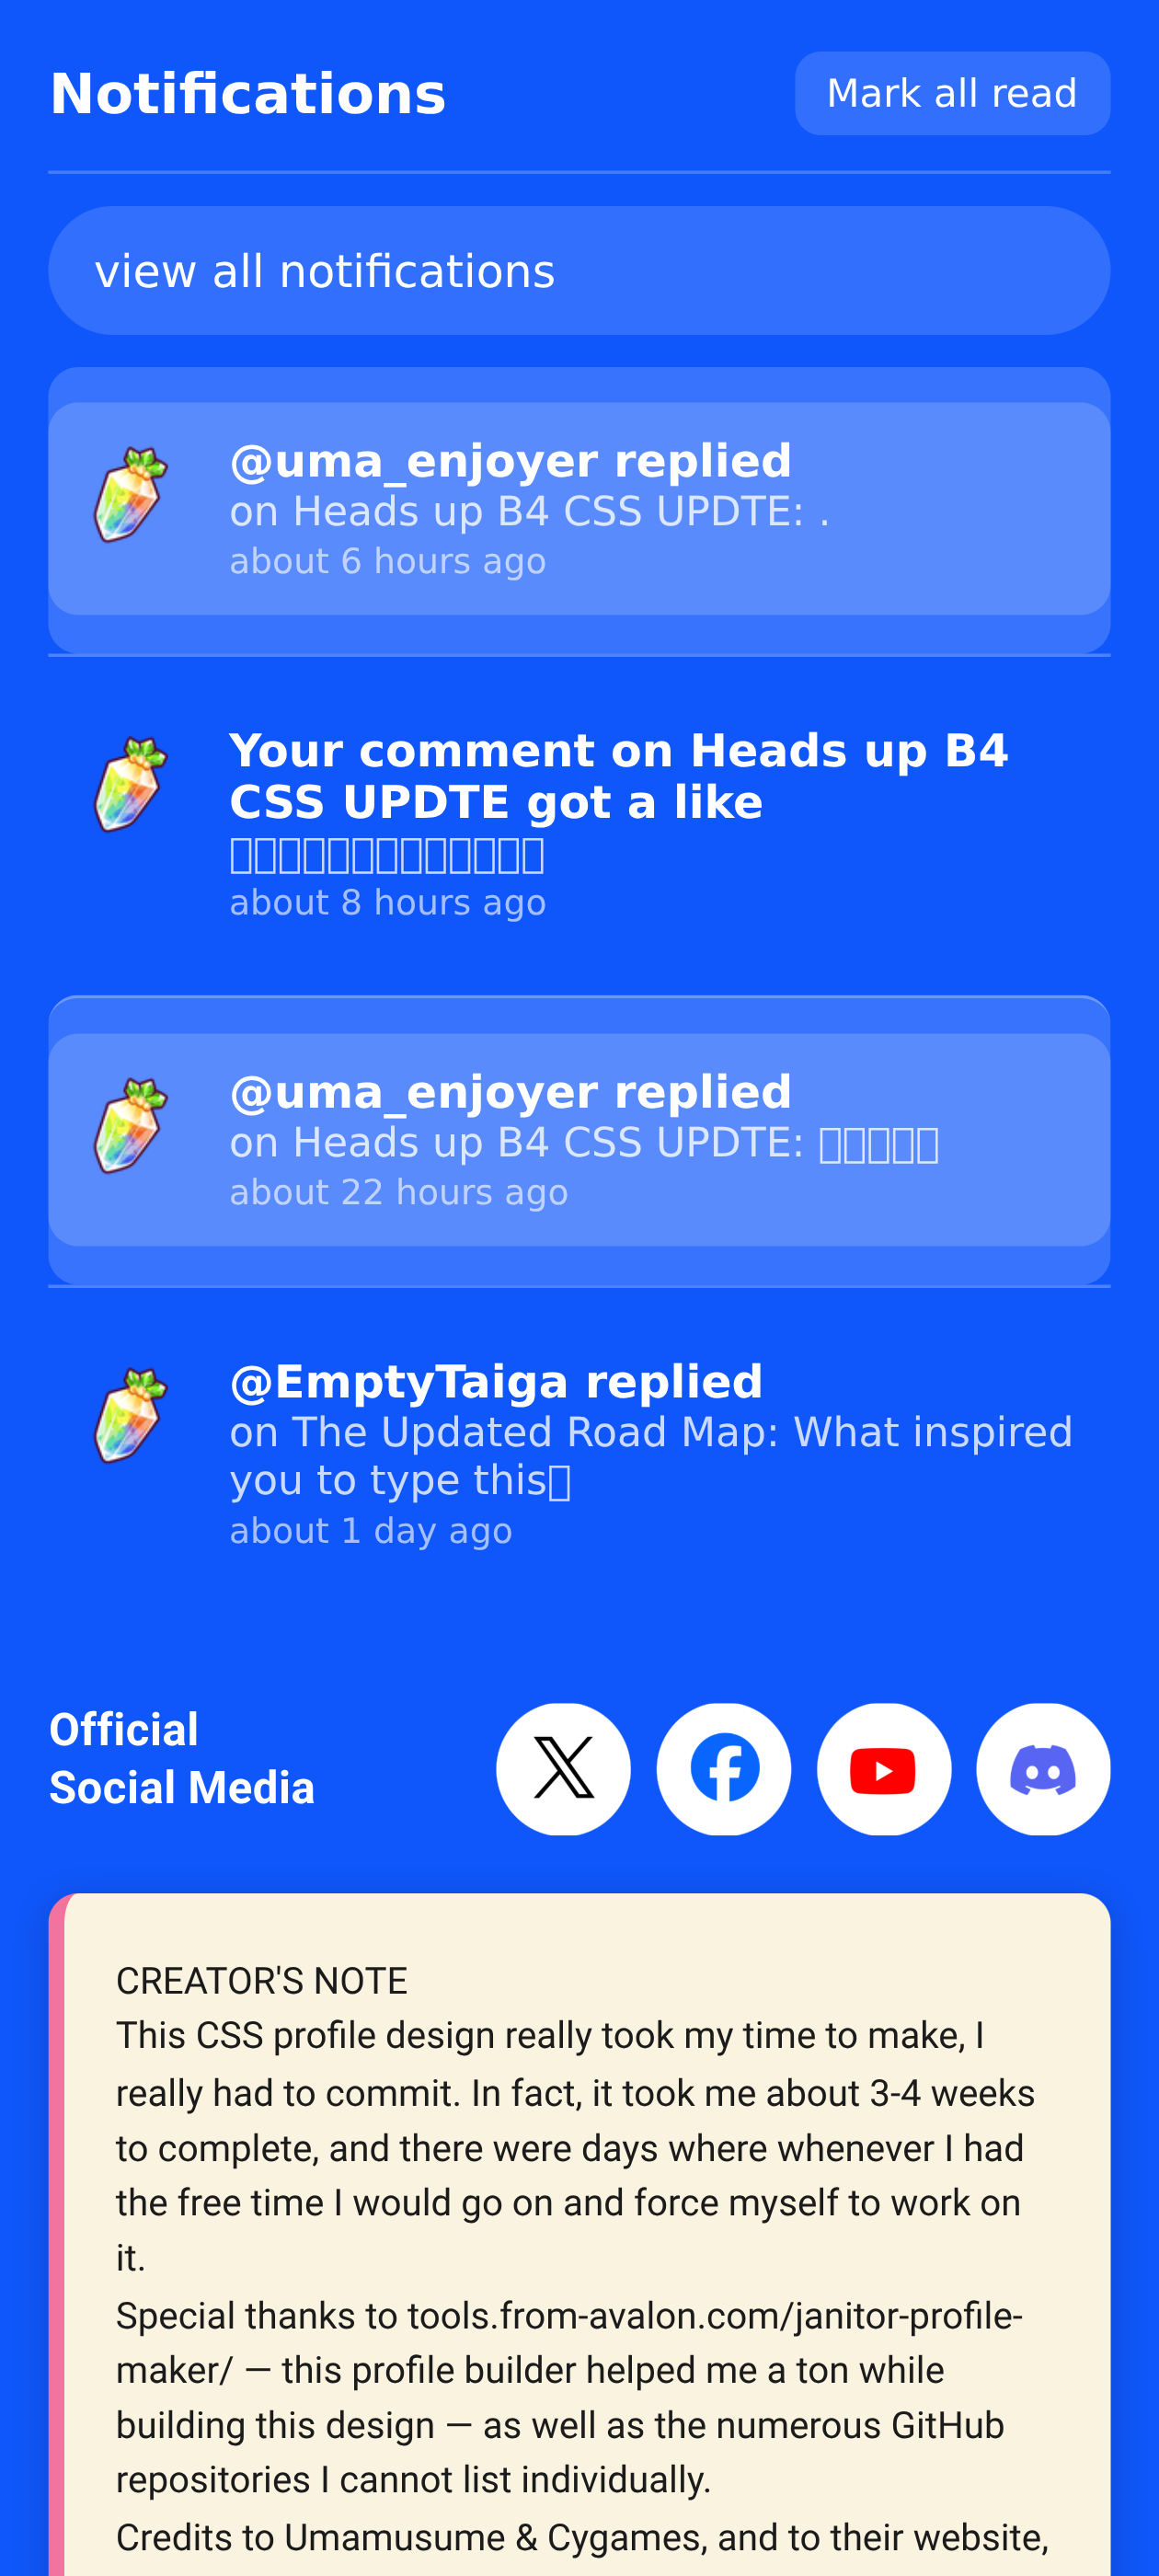 Notifications
Mark all read
view all notifications
@uma_enjoyer replied
on Heads up B4 CSS UPDTE: .
about 6 hours ago
Your comment on Heads up B4
CSS UPDTE got a like
about 8 hours ago
@uma_enjoyer replied
on Heads up B4 CSS UPDTE:
about 22 hours ago
@EmptyTaiga replied
on The Updated Road Map: What inspired
you to type this
about 1 day ago
Official
Social Media
CREATOR'S NOTE
This CSS profile design really took my time to make, I
really had to commit. In fact, it took me about 3-4 weeks
to complete, and there were days where whenever I had
the free time I would go on and force myself to work on
it.
Special thanks to tools.from-avalon.com/janitor-profile-
maker/ — this profile builder helped me a ton while
building this design — as well as the numerous GitHub
repositories I cannot list individually.
Credits to Umamusume & Cygames, and to their website,